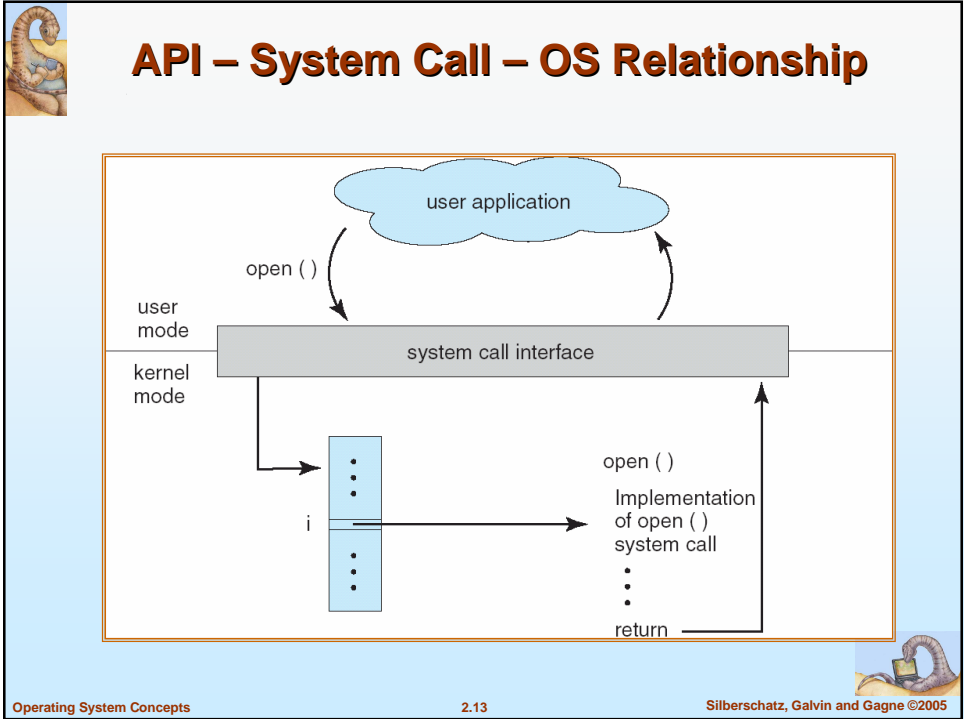 API – System Call – OS Relationship
user application
open ( )
user
mode
system call interface
kernel
mode
open ( )
Implementation
of open ( )
system call
i
return
Operating System Concepts
2.13
Silberschatz, Galvin and Gagne ©2005